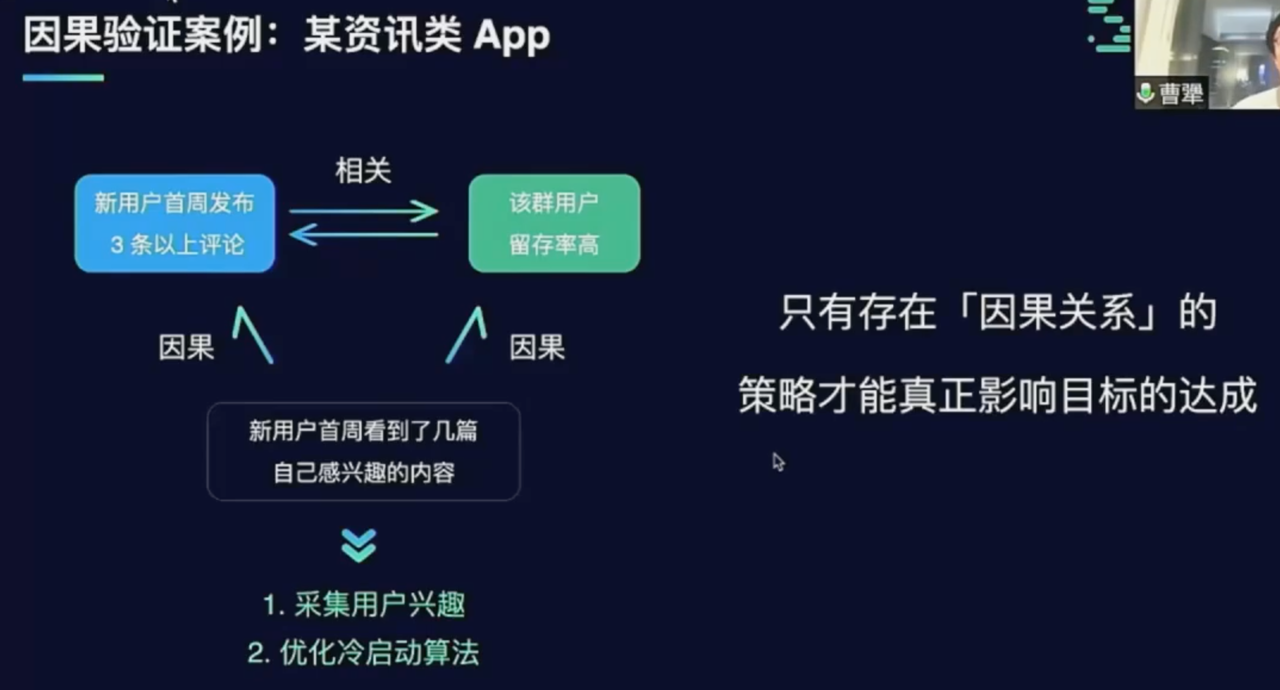 因果验证案例：某资讯类 App
曹犟
相关
新用户首周发布
3 条以上评论
该群用户
留存率高
因果
因果
新用户首周看到了几篇
自己感兴趣的内容
1. 采集用户兴趣
2. 优化冷启动算法
只有存在「因果关系」的
策略才能真正影响目标的达成